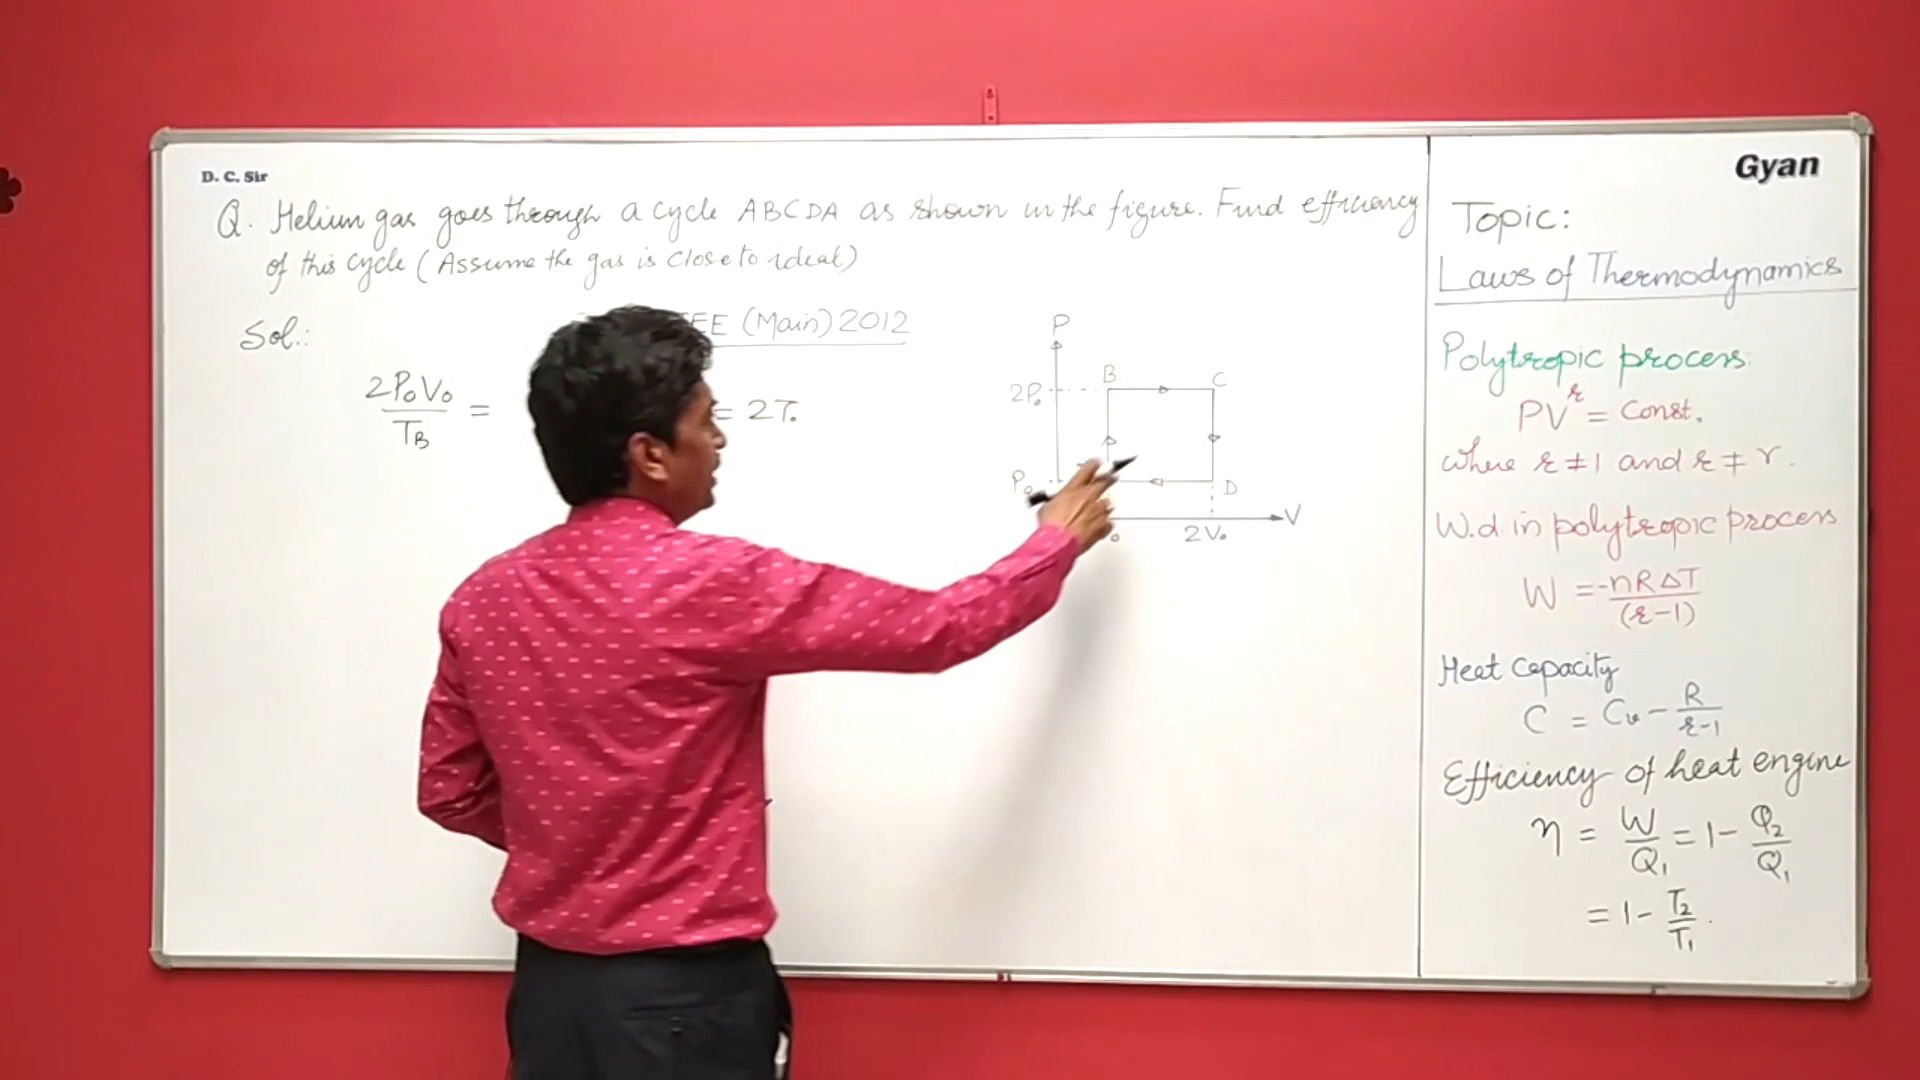 D. C. Sir
Gyan
Q. Helium gas goes through a cycle ABCDA as shown in the figure. Find efficiency
of this cycle (Assume the gas is close to ideal)
Sol.:
EE (Main) 2012
2P₀V₀/T_B =
= 2T₀
P
2P₀
B
C
P₀
D
2V₀
V
Topic:
Laws of Thermodynamics
Polytropic process:
PV^r = Const.
where r ≠ 1 and r ≠ γ.
W.d. in polytropic process
W = -nRΔT/(r-1)
Heat capacity
C = Cᵥ - R/(r-1)
Efficiency of heat engine
η = W/Q₁ = 1 - Q₂/Q₁
= 1 - T₂/T₁.